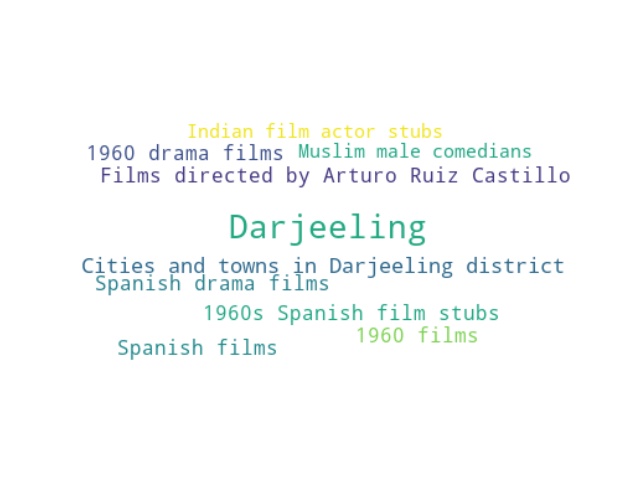 Indian film actor stubs
1960 drama films
Muslim male comedians
Films directed by Arturo Ruiz Castillo
Darjeeling
Cities and towns in Darjeeling district
Spanish drama films
1960s Spanish film stubs
1960 films
Spanish films